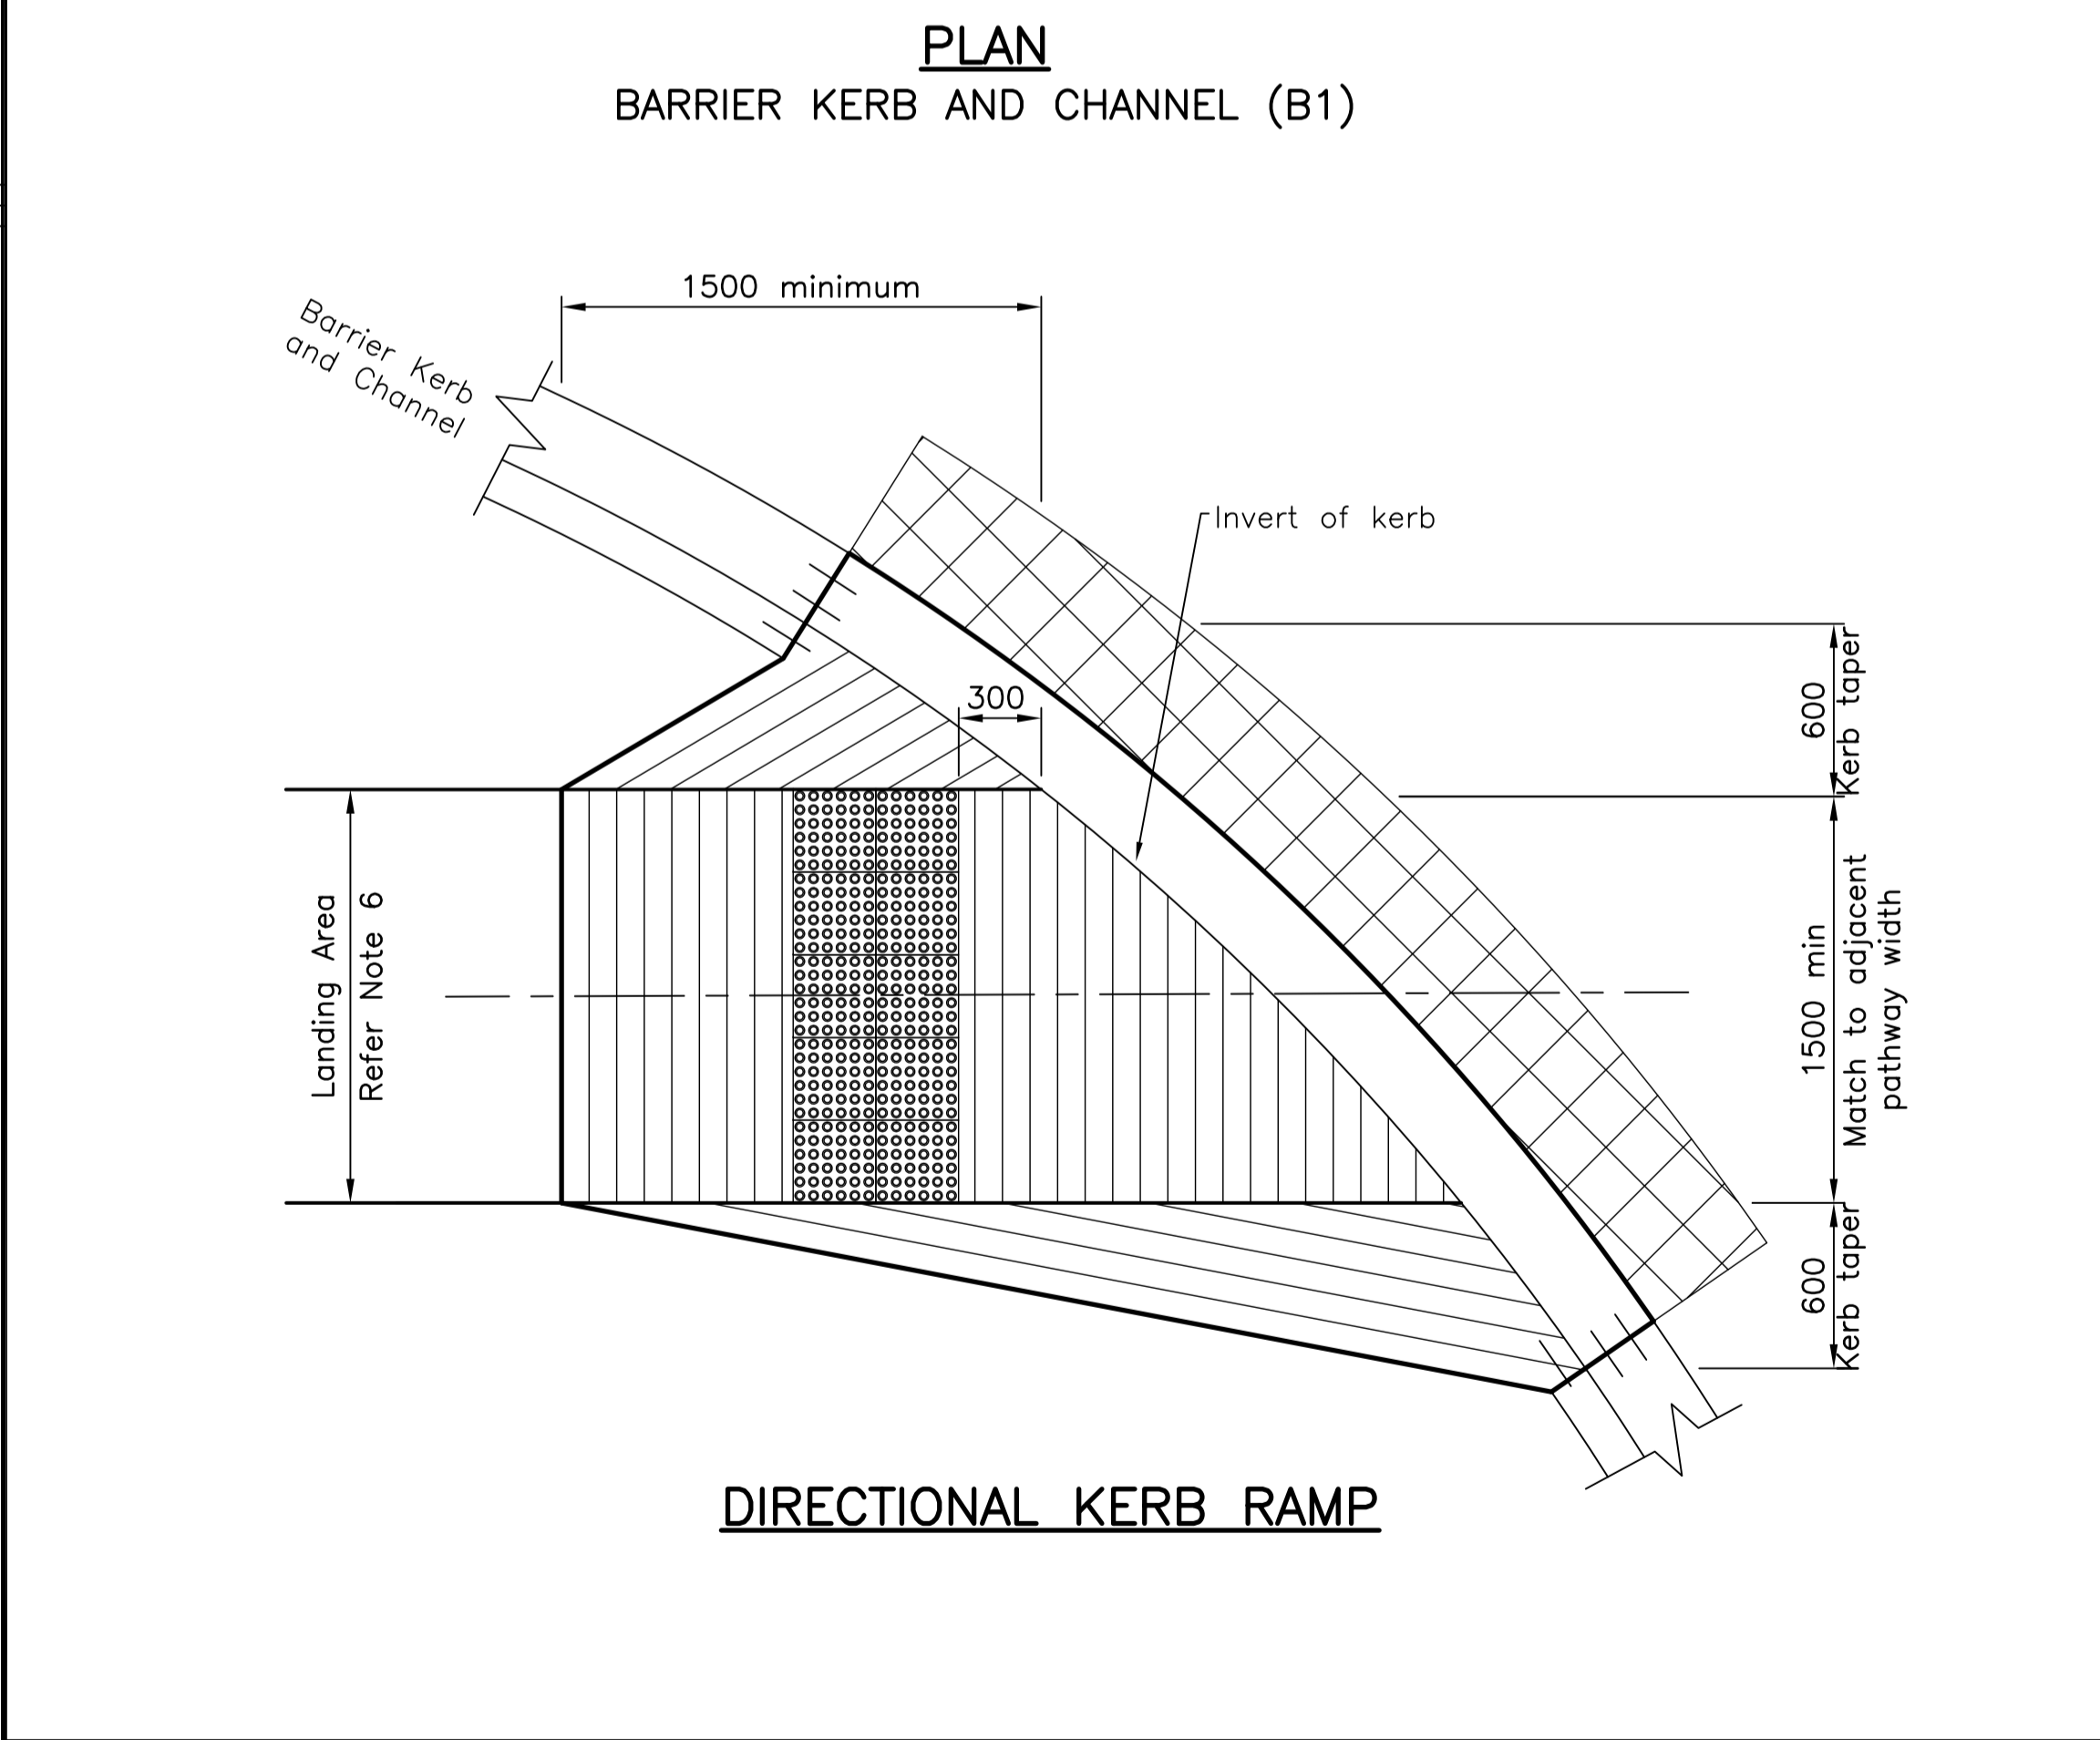 PLAN
BARRIER KERB AND CHANNEL (B1)
1500 minimum
Barrier Kerb
and Channel
Invert of kerb
300
600
Kerb taper
Landing Area
Refer Note 6
1500 min
Match to adjacent
pathway width
600
Kerb taper
DIRECTIONAL KERB RAMP